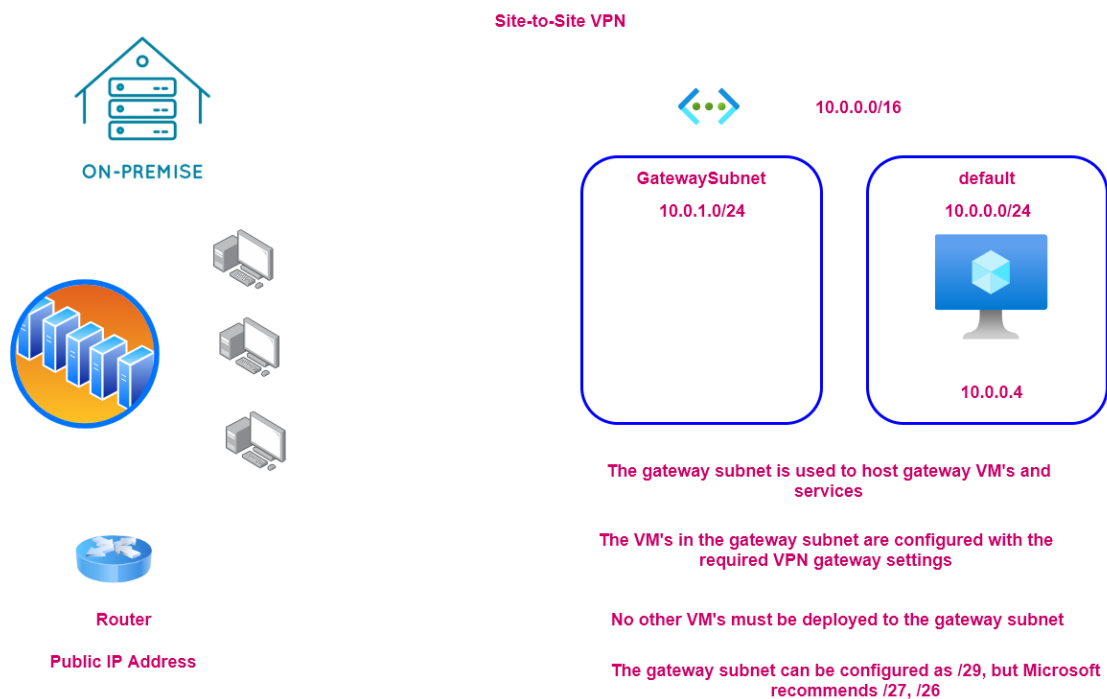 Site-to-Site VPN
ON-PREMISE
10.0.0.0/16
GatewaySubnet
10.0.1.0/24
default
10.0.0.0/24
10.0.0.4
The gateway subnet is used to host gateway VM's and
services
The VM's in the gateway subnet are configured with the
required VPN gateway settings
Router
No other VM's must be deployed to the gateway subnet
Public IP Address
The gateway subnet can be configured as /29, but Microsoft
recommends /27, /26